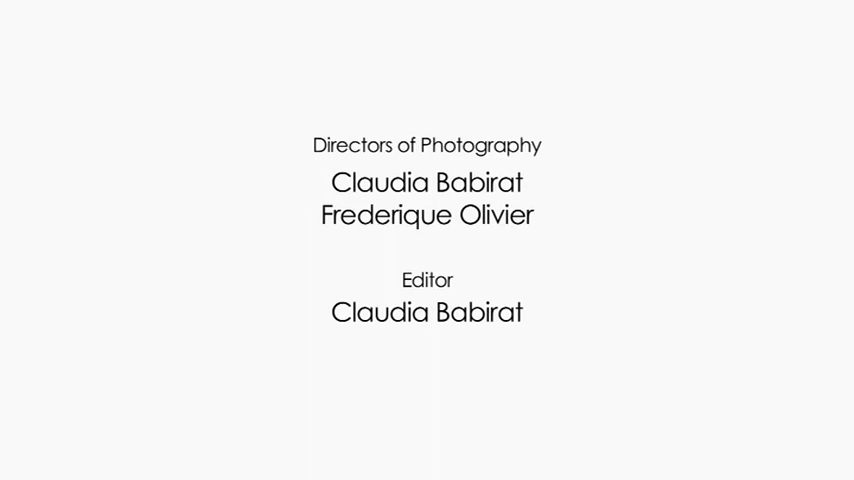 Directors of Photography
Claudia Babirat
Frederique Olivier
Editor
Claudia Babirat